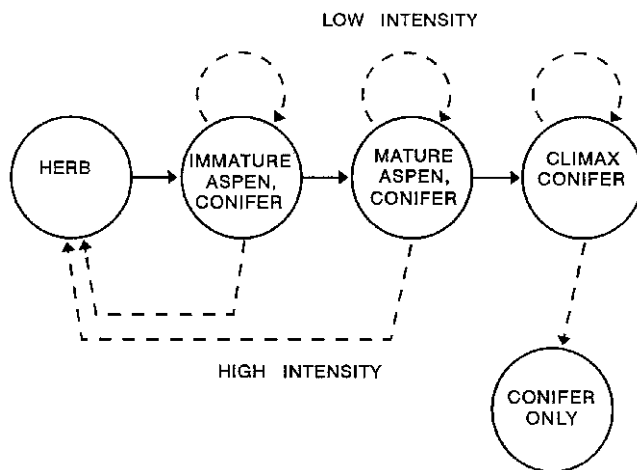 LOW INTENSITY
HERB
IMMATURE
ASPEN,
CONIFER
MATURE
ASPEN,
CONIFER
CLIMAX
CONIFER
HIGH INTENSITY
CONIFER
ONLY